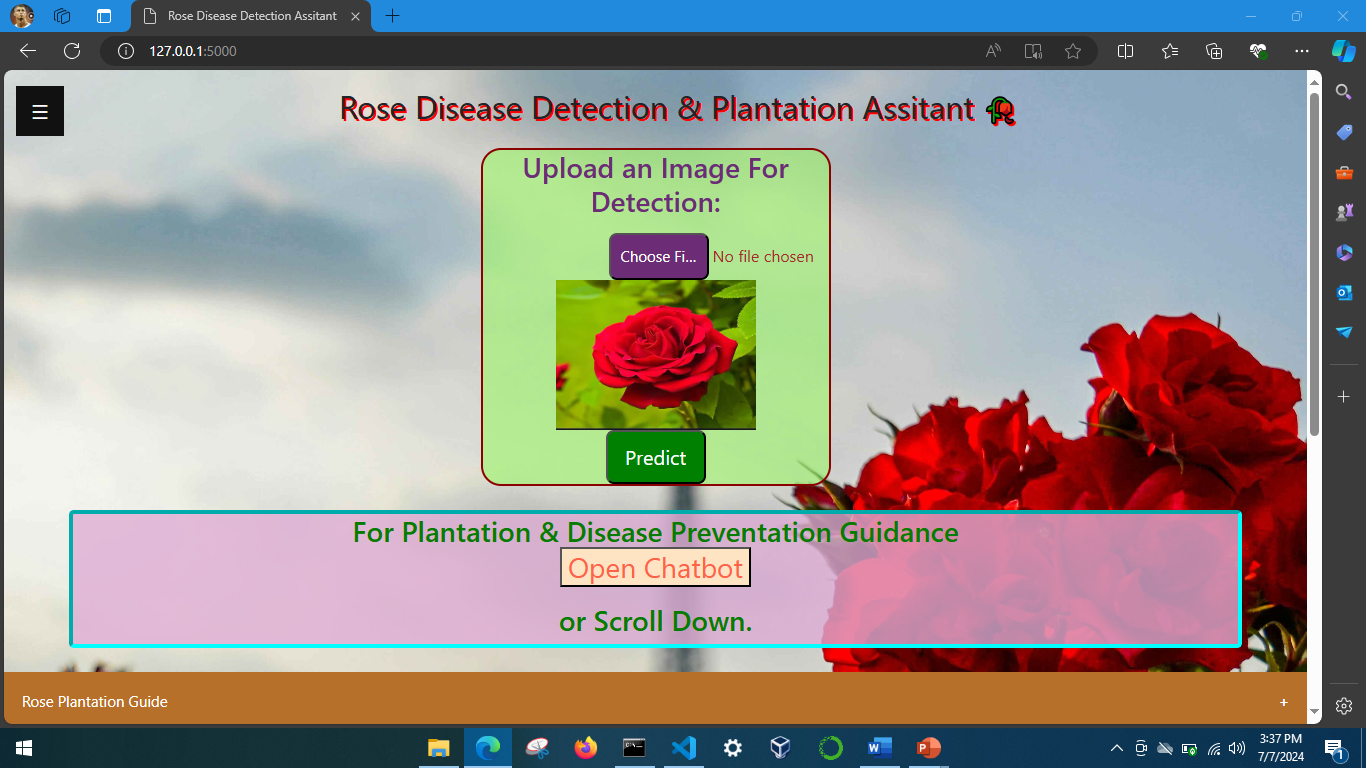 Rose Disease Detection Assitant
127.0.0.1:5000
Rose Disease Detection & Plantation Assitant
Upload an Image For
Detection:
Choose Fi... No file chosen
Predict
For Plantation & Disease Preventation Guidance
Open Chatbot
or Scroll Down.
Rose Plantation Guide +
3:37 PM
7/7/2024
1